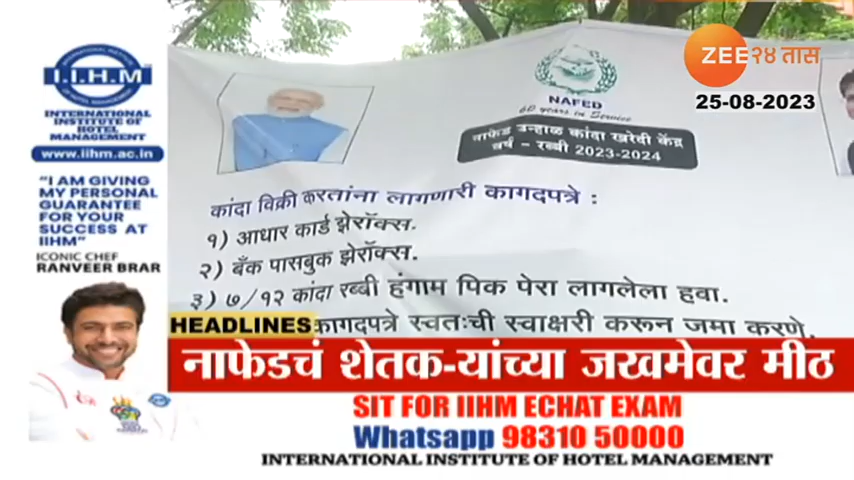 I.I.H.M
INTERNATIONAL
INSTITUTE OF
HOTEL
MANAGEMENT
www.iihm.ac.in
"I AM GIVING
MY PERSONAL
GUARANTEE
FOR YOUR
SUCCESS AT
IIHM"
ICONIC CHEF
RANVEER BRAR
ZEE २४ तास
25-08-2023
NAFED
60 years in Service
नाफेड उन्हाळ कांदा खरेदी केंद्र
वर्ष - रब्बी 2023-2024
कांदा विक्री करतांना लागणारी कागदपत्रे :
१) आधार कार्ड झेरॉक्स.
२) बँक पासबुक झेरॉक्स.
३) ७/१२ कांदा रब्बी हंगाम पिक पेरा लागलेला हवा.
कागदपत्रे स्वतःची स्वाक्षरी करून जमा करणे.
HEADLINES
नाफेडचं शेतक-यांच्या जखमेवर मीठ
SIT FOR IIHM ECHAT EXAM
Whatsapp 98310 50000
INTERNATIONAL INSTITUTE OF HOTEL MANAGEMENT